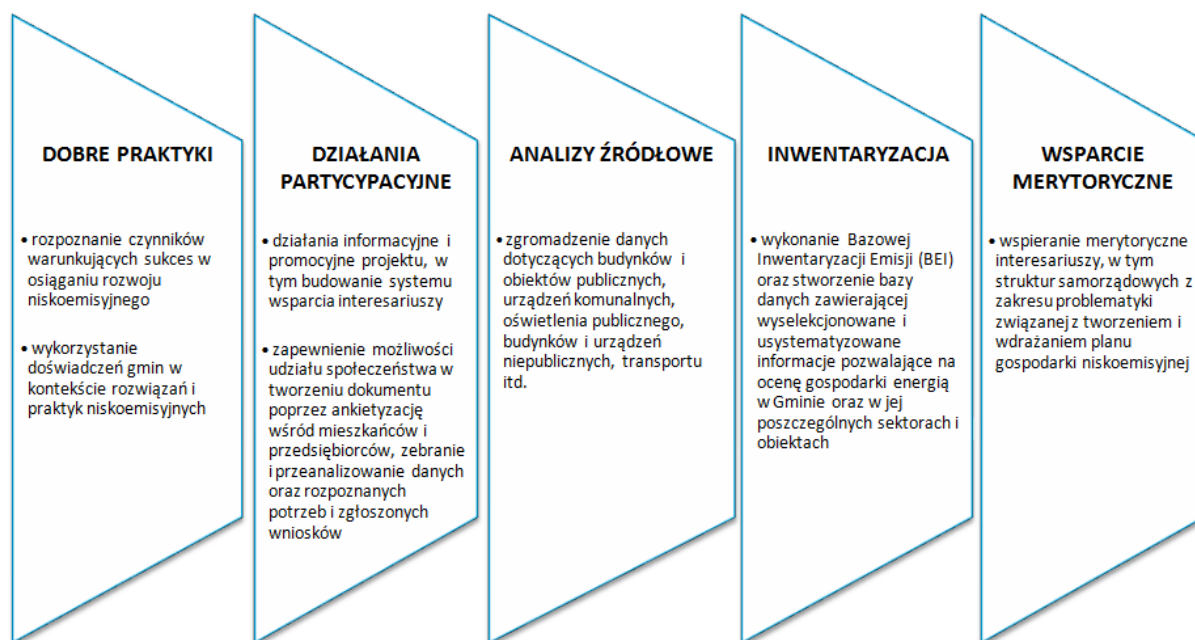 DOBRE PRAKTYKI
• rozpoznanie czynników
warunkujących sukces w
osiąganiu rozwoju
niskoemisyjnego
• wykorzystanie
doświadczeń gmin w
kontekście rozwiązań i
praktyk niskoemisyjnych
DZIAŁANIA
PARTYCYPACYJNE
• działania informacyjne i
promocyjne projektu, w
tym budowanie systemu
wsparcia interesariuszy
• zapewnienie możliwości
udziału społeczeństwa w
tworzeniu dokumentu
poprzez ankietyzację
wśród mieszkańców i
przedsiębiorców, zebranie
i przeanalizowanie danych
oraz rozpoznanych
potrzeb i zgłoszonych
wniosków
ANALIZY ŹRÓDŁOWE
• zgromadzenie danych
dotyczących budynków i
obiektów publicznych,
urządzeń komunalnych,
oświetlenia publicznego,
budynków i urządzeń
niepublicznych, transportu
itd.
INWENTARYZACJA
• wykonanie Bazowej
Inwentaryzacji Emisji (BEI)
oraz stworzenie bazy
danych zawierającej
wyselekcjonowane i
usystematyzowane
informacje pozwalające na
ocenę gospodarki energią
w Gminie oraz w jej
poszczególnych sektorach i
obiektach
WSPARCIE
MERYTORYCZNE
• wspieranie merytoryczne
interesariuszy, w tym
struktur samorządowych z
zakresu problematyki
związanej z tworzeniem i
wdrażaniem planu
gospodarki niskoemisyjnej